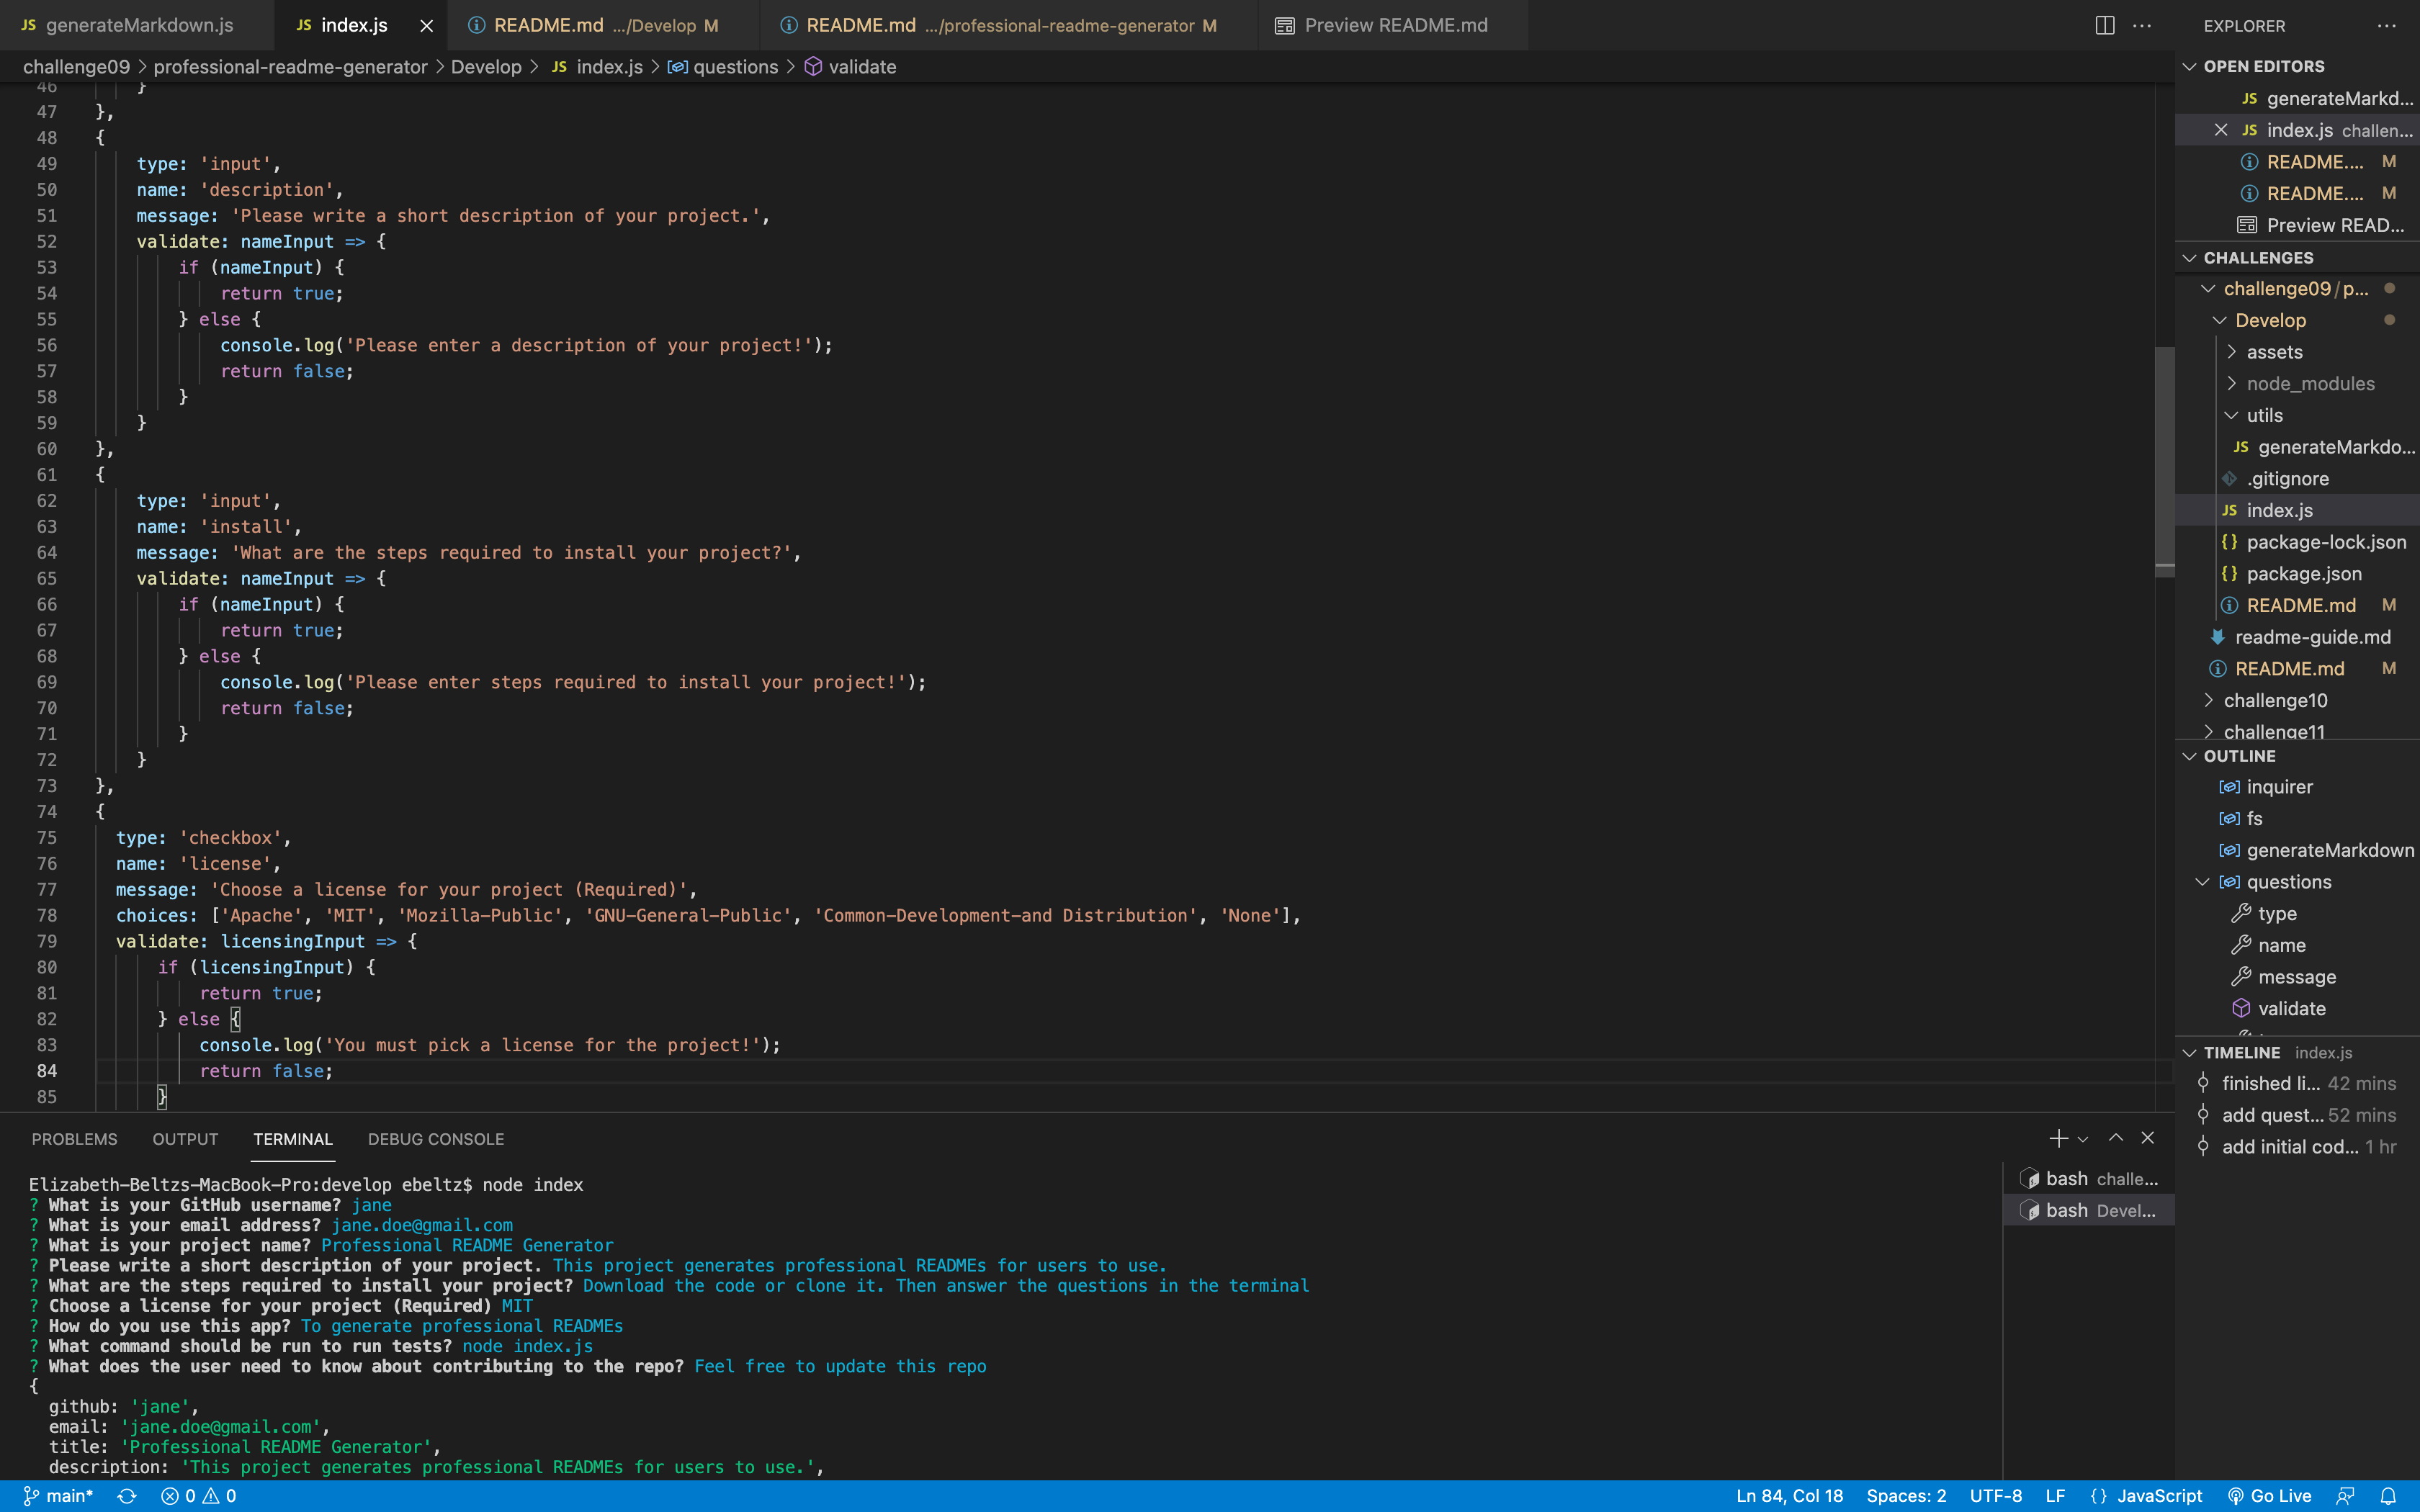 JS generateMarkdown.js JS index.js README.md .../Develop M README.md .../professional-readme-generator M Preview README.md
challenge09 > professional-readme-generator > Develop > JS index.js > questions > validate
46 }
47 },
48 {
49 type: 'input',
50 name: 'description',
51 message: 'Please write a short description of your project.',
52 validate: nameInput => {
53 if (nameInput) {
54 return true;
55 } else {
56 console.log('Please enter a description of your project!');
57 return false;
58 }
59 }
60 },
61 {
62 type: 'input',
63 name: 'install',
64 message: 'What are the steps required to install your project?',
65 validate: nameInput => {
66 if (nameInput) {
67 return true;
68 } else {
69 console.log('Please enter steps required to install your project!');
70 return false;
71 }
72 }
73 },
74 {
75 type: 'checkbox',
76 name: 'license',
77 message: 'Choose a license for your project (Required)',
78 choices: ['Apache', 'MIT', 'Mozilla-Public', 'GNU-General-Public', 'Common-Development-and Distribution', 'None'],
79 validate: licensingInput => {
80 if (licensingInput) {
81 return true;
82 } else {
83 console.log('You must pick a license for the project!');
84 return false;
85 }
PROBLEMS OUTPUT TERMINAL DEBUG CONSOLE
Elizabeth-Beltzs-MacBook-Pro:develop ebeltz$ node index
? What is your GitHub username? jane
? What is your email address? jane.doe@gmail.com
? What is your project name? Professional README Generator
? Please write a short description of your project. This project generates professional READMEs for users to use.
? What are the steps required to install your project? Download the code or clone it. Then answer the questions in the terminal
? Choose a license for your project (Required) MIT
? How do you use this app? To generate professional READMEs
? What command should be run to run tests? node index.js
? What does the user need to know about contributing to the repo? Feel free to update this repo
{
github: 'jane',
email: 'jane.doe@gmail.com',
title: 'Professional README Generator',
description: 'This project generates professional READMEs for users to use.',
bash challe...
bash Devel...
EXPLORER
OPEN EDITORS
JS generateMarkd...
JS index.js challen...
README.... M
README.... M
Preview READ...
CHALLENGES
challenge09/p...
Develop
assets
node_modules
utils
JS generateMarkdo...
.gitignore
JS index.js
{} package-lock.json
{} package.json
README.md M
readme-guide.md
README.md M
challenge10
challenge11
OUTLINE
inquirer
fs
generateMarkdown
questions
type
name
message
validate
TIMELINE index.js
finished li... 42 mins
add quest... 52 mins
add initial cod... 1 hr
main* 0 0 Ln 84, Col 18 Spaces: 2 UTF-8 LF {} JavaScript Go Live